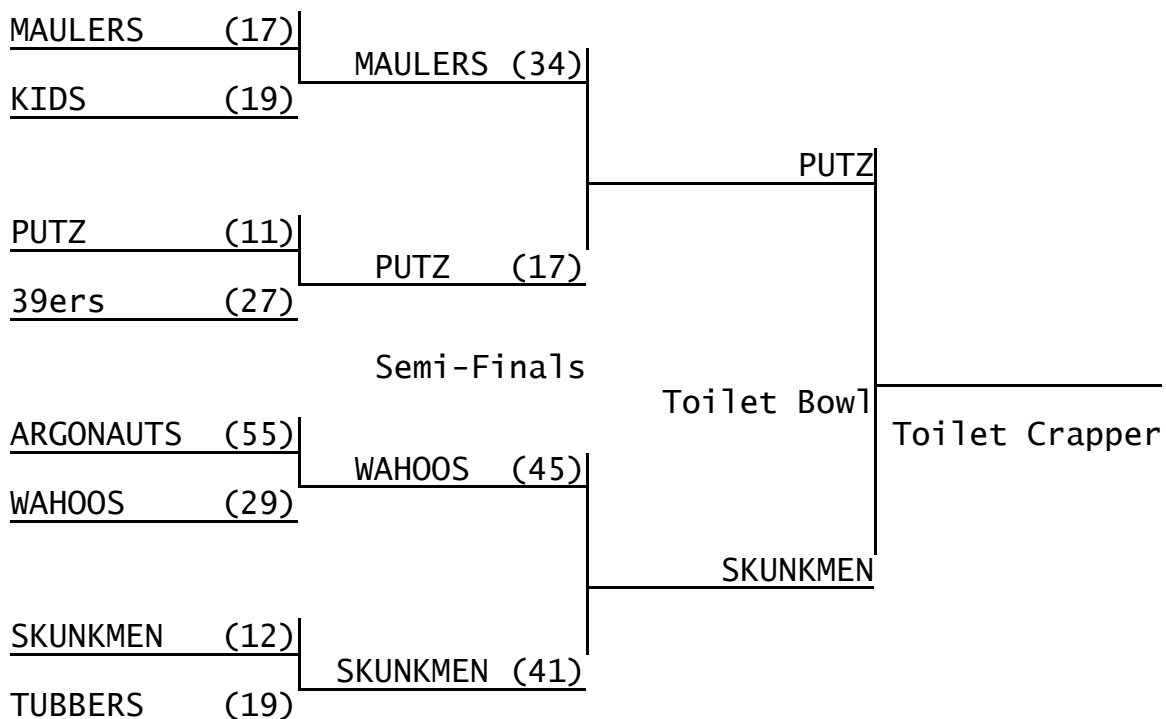 MAULERS (17)
MAULERS (34)
KIDS (19)
PUTZ
PUTZ (11)
PUTZ (17)
39ers (27)
Semi-Finals
Toilet Bowl
ARGONAUTS (55)
Toilet Crapper
WAHOOS (45)
WAHOOS (29)
SKUNKMEN
SKUNKMEN (12)
SKUNKMEN (41)
TUBBERS (19)